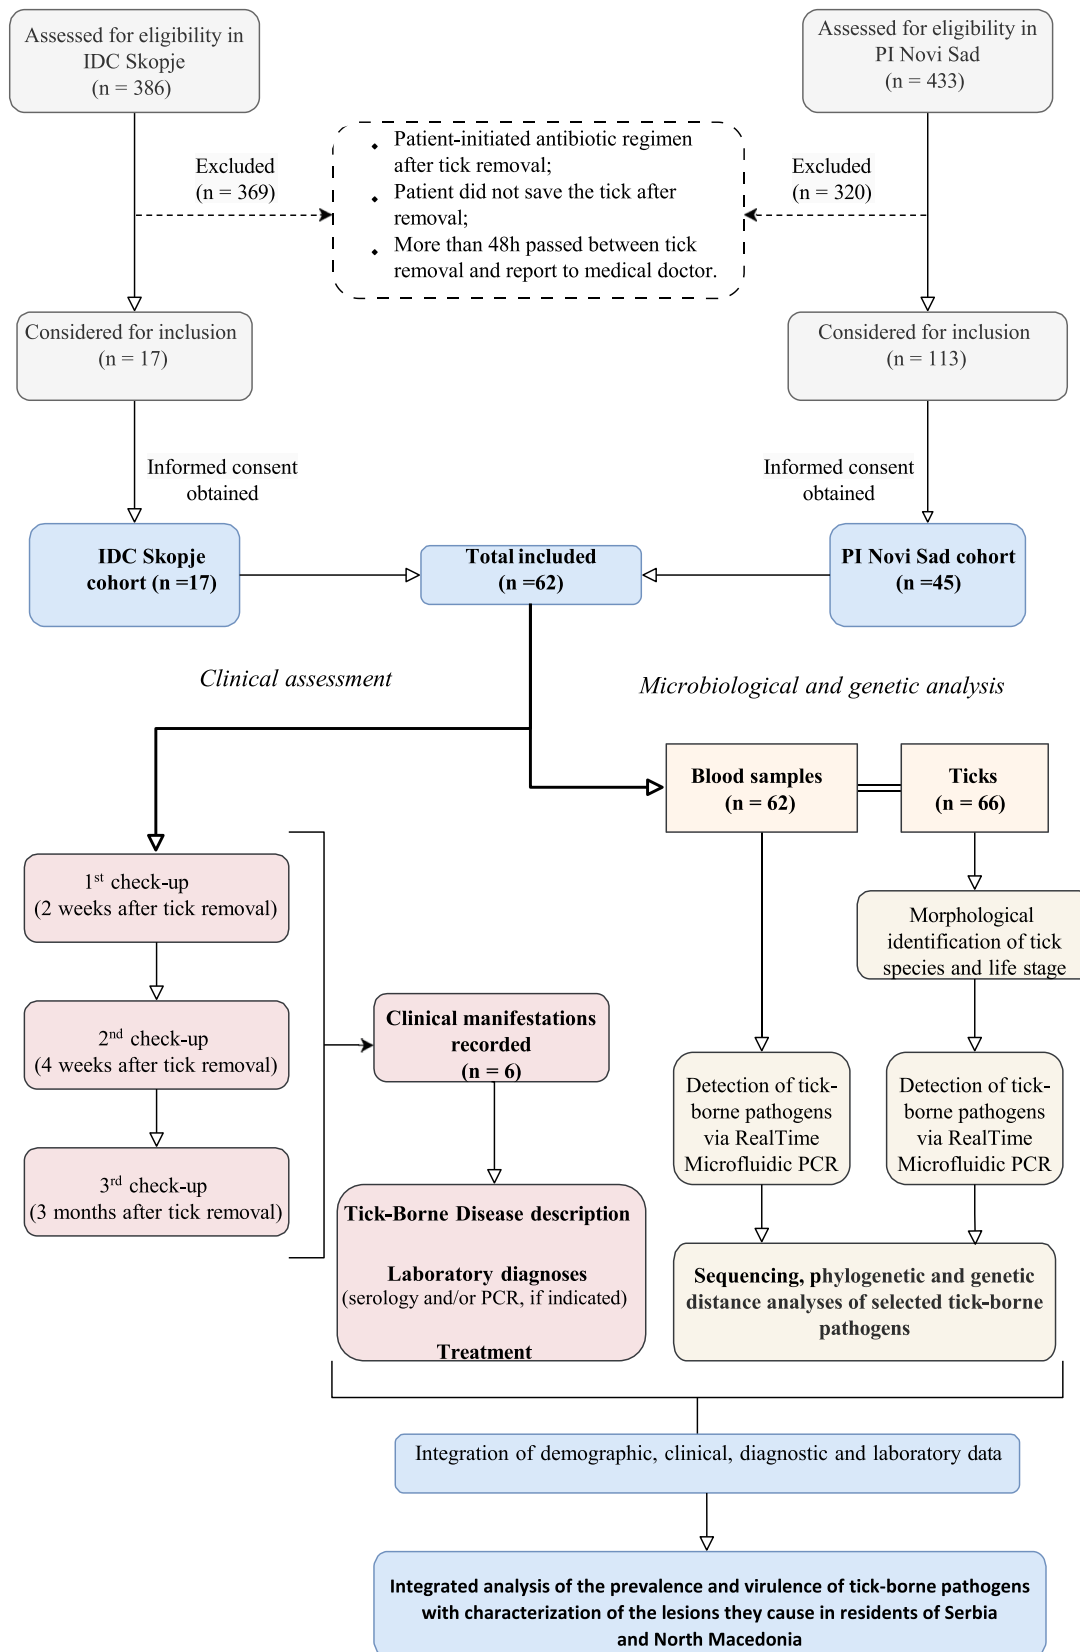 Assessed for eligibility in
IDC Skopje
(n = 386)
Assessed for eligibility in
PI Novi Sad
(n = 433)
Excluded
(n = 369)
Patient-initiated antibiotic regimen
after tick removal;
Patient did not save the tick after
removal;
More than 48h passed between tick
removal and report to medical doctor.
Excluded
(n = 320)
Considered for inclusion
(n = 17)
Considered for inclusion
(n = 113)
Informed consent
obtained
Informed consent
obtained
IDC Skopje
cohort (n =17)
Total included
(n =62)
PI Novi Sad cohort
(n =45)
Clinical assessment
Microbiological and genetic analysis
Blood samples
(n = 62)
Ticks
(n = 66)
1st check-up
(2 weeks after tick removal)
2nd check-up
(4 weeks after tick removal)
3rd check-up
(3 months after tick removal)
Clinical manifestations
recorded
(n = 6)
Tick-Borne Disease description
Laboratory diagnoses
(serology and/or PCR, if indicated)
Treatment
Morphological
identification of tick
species and life stage
Detection of tick-
borne pathogens
via RealTime
Microfluidic PCR
Detection of tick-
borne pathogens
via RealTime
Microfluidic PCR
Sequencing, phylogenetic and genetic
distance analyses of selected tick-borne
pathogens
Integration of demographic, clinical, diagnostic and laboratory data
Integrated analysis of the prevalence and virulence of tick-borne pathogens
with characterization of the lesions they cause in residents of Serbia
and North Macedonia